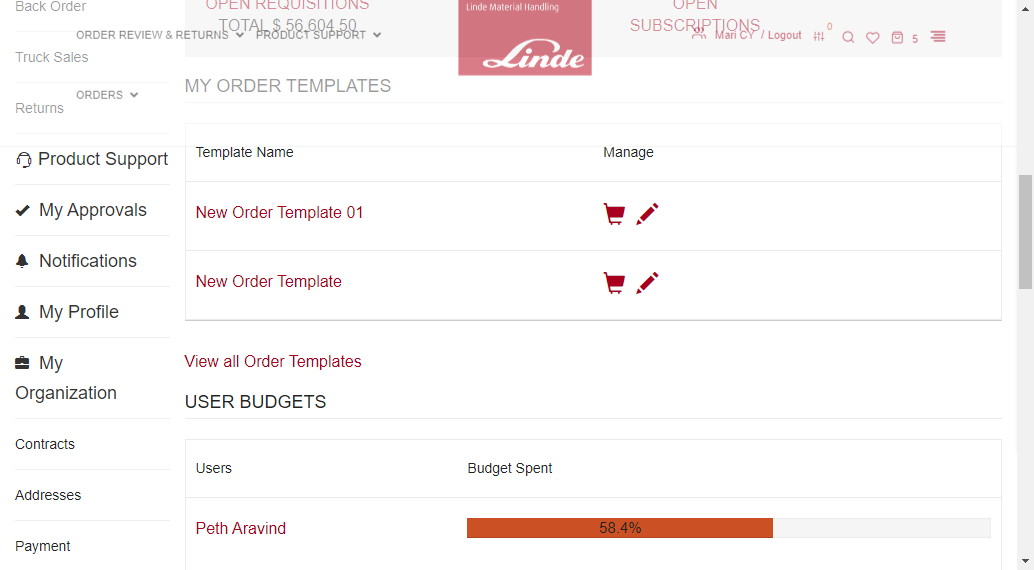 Back Order
OPEN REQUISITIONS
TOTAL $ 56,604.50
Linde Material Handling
Linde
OPEN
SUBSCRIPTIONS
ORDER REVIEW & RETURNS
PRODUCT SUPPORT
Mari CY / Logout
0
5
Truck Sales
ORDERS
Returns
Product Support
My Approvals
Notifications
My Profile
My
Organization
Contracts
Addresses
Payment
MY ORDER TEMPLATES
Template Name
Manage
New Order Template 01
New Order Template
View all Order Templates
USER BUDGETS
Users
Budget Spent
Peth Aravind
58.4%